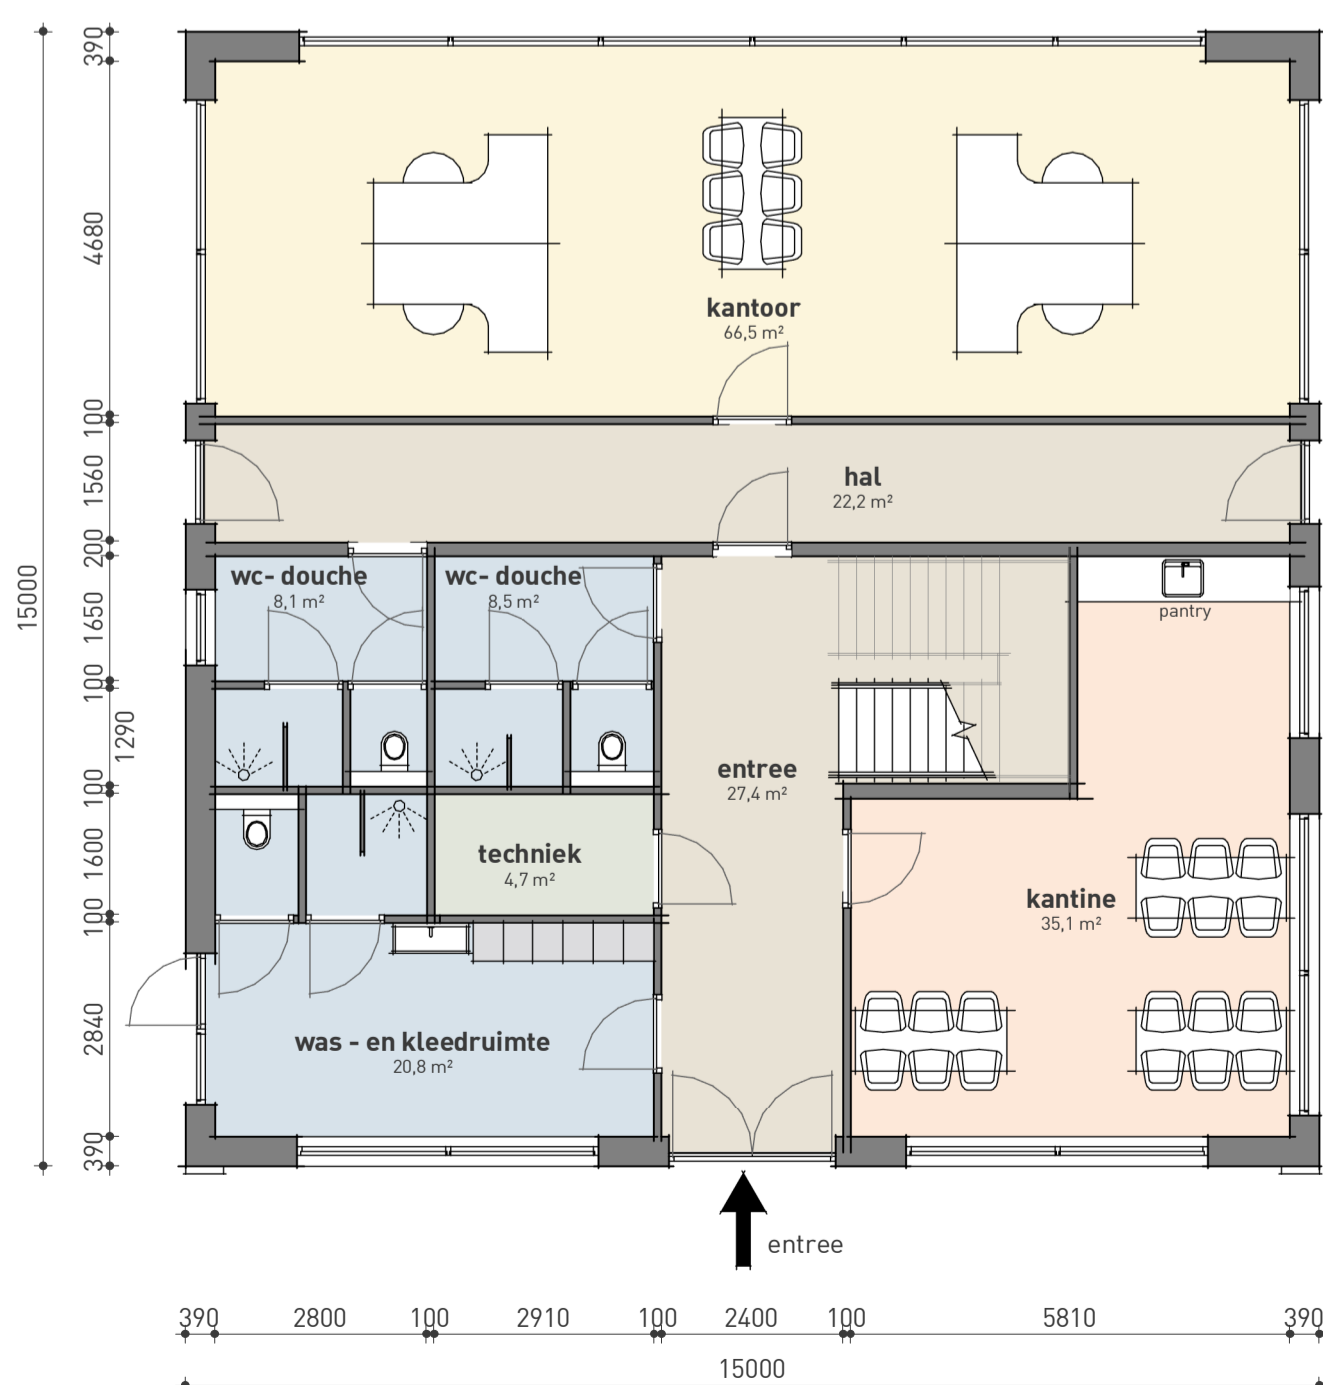 390
4680
100
1560
200
1650
100
1290
100
1600
100
2840
390
15000
kantoor
66,5 m²
hal
22,2 m²
wc- douche
8,1 m²
wc- douche
8,5 m²
pantry
entree
27,4 m²
techniek
4,7 m²
kantine
35,1 m²
was - en kleedruimte
20,8 m²
entree
390 2800 100 2910 100 2400 100 5810 390
15000